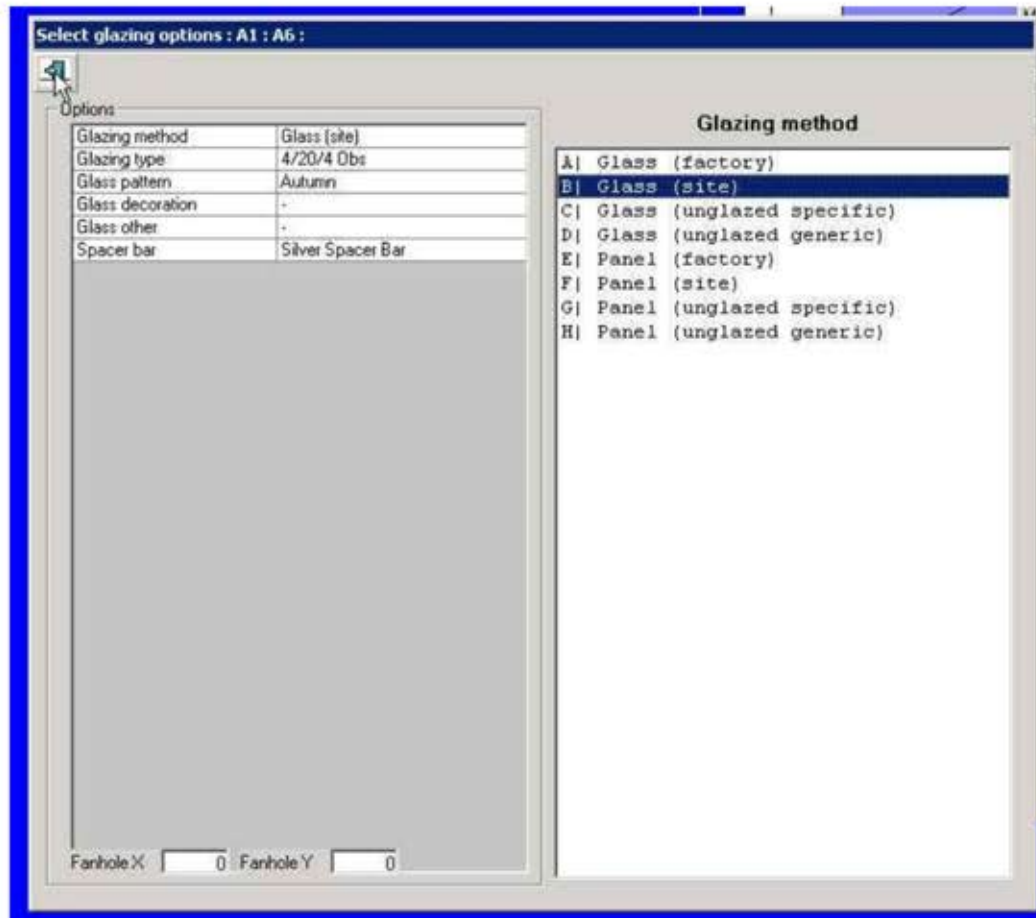 Select glazing options : A1 : A6 :
Options
Glazing method Glass (site)
Glazing type 4/20/4 Obs
Glass pattern Autumn
Glass decoration -
Glass other -
Spacer bar Silver Spacer Bar
Fanhole X 0 Fanhole Y 0
Glazing method
A| Glass (factory)
B| Glass (site)
C| Glass (unglazed specific)
D| Glass (unglazed generic)
E| Panel (factory)
F| Panel (site)
G| Panel (unglazed specific)
H| Panel (unglazed generic)